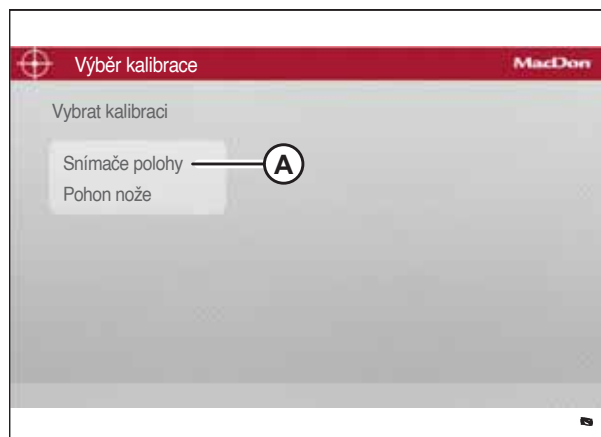 Výběr kalibrace
MacDon
Vybrat kalibraci
Snímače polohy
A
Pohon nože